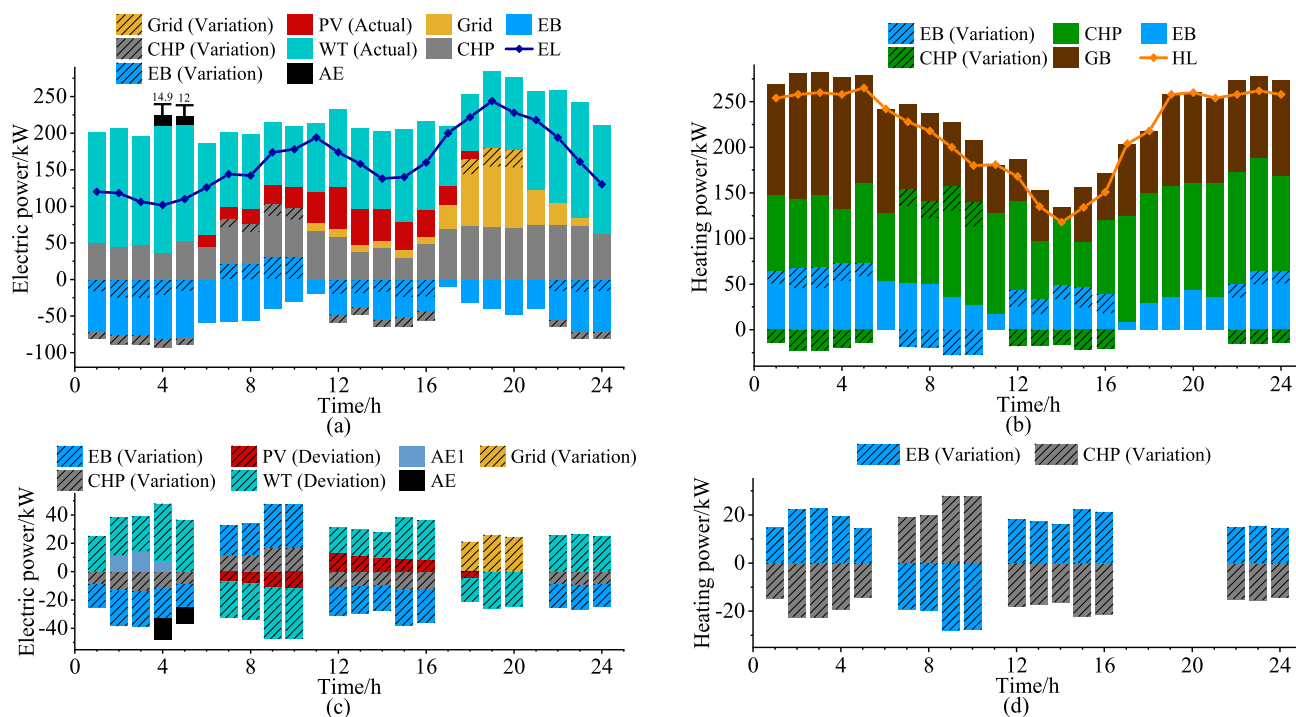 Grid (Variation) PV (Actual) Grid EB
CHP (Variation) WT (Actual) CHP EL
EB (Variation) AE
14.9 12
250
200
150
100
50
0
-50
-100
Electric power/kW
0 4 8 12 16 20 24
Time/h
(a)
EB (Variation) CHP EB
CHP (Variation) GB HL
250
200
150
100
250
50
0
-50
Heating power/kW
0 4 8 12 16 20 24
Time/h
(b)
EB (Variation) PV (Deviation) AE1 Grid (Variation)
CHP (Variation) WT (Deviation) AE
40
20
0
-20
-40
Electric power/kW
0 4 8 12 16 20 24
Time/h
(c)
EB (Variation) CHP (Variation)
20
0
-20
Heating power/kW
0 4 8 12 16 20 24
Time/h
(d)